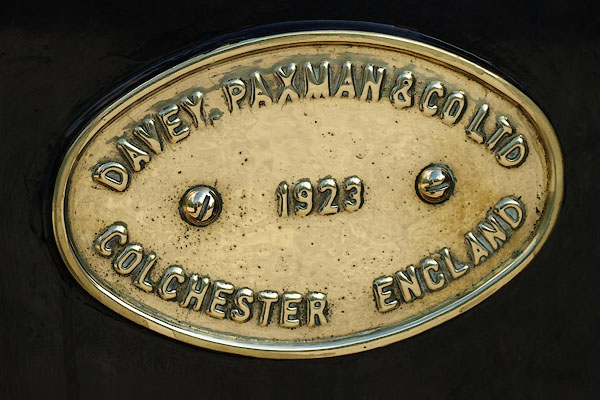 DAVEY, PAXMAN & CO LTD
1923
COLCHESTER ENGLAND